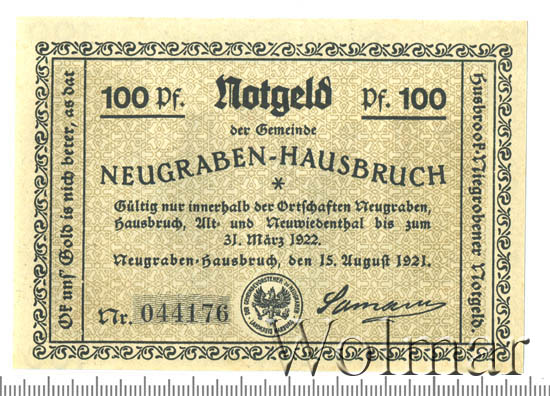 100 Pf. Notgeld Pf. 100
der Gemeinde
NEUGRABEN-HAUSBRUCH
*
Gültig nur innerhalb der Ortschaften Neugraben,
Hausbruch, Alt- und Neuwiedenthal bis zum
31. März 1922.
Neugraben-Hausbruch, den 15. August 1921.
Nr. 044176
Of uns' Gold is nich beter, as dat
Husbrook-Niegrobener Notgeld.
Wolmar